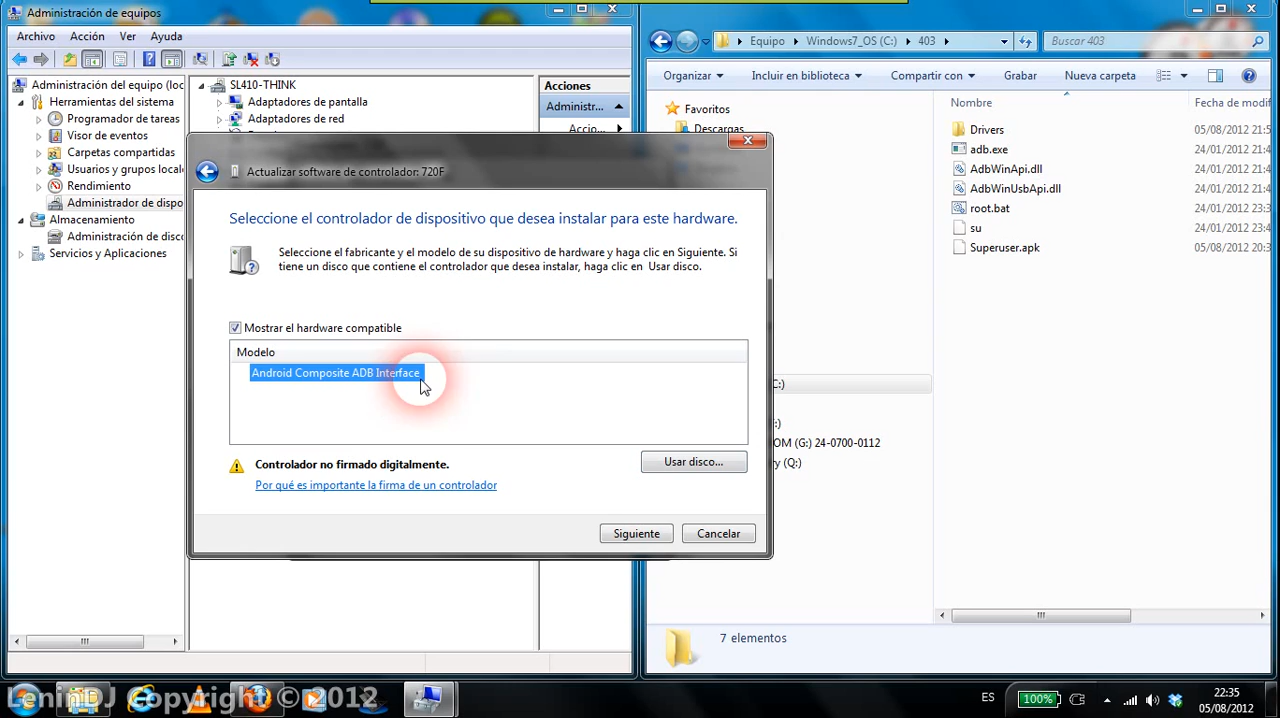 Administración de equipos
Archivo Acción Ver Ayuda
Administración del equipo (loc
Herramientas del sistema
Programador de tareas
Visor de eventos
Carpetas compartidas
Usuarios y grupos locale
Rendimiento
Administrador de dispo
Almacenamiento
Administración de disco
Servicios y Aplicaciones
SL410-THINK
Adaptadores de pantalla
Adaptadores de red
Acciones
Administr...
Accio...
Equipo Windows7_OS (C:) 403
Buscar 403
Organizar Incluir en biblioteca Compartir con Grabar Nueva carpeta
Favoritos
Descargas
Nombre Fecha de modif
Drivers 05/08/2012 21:5
adb.exe 24/01/2012 21:4
AdbWinApi.dll 24/01/2012 21:4
AdbWinUsbApi.dll 24/01/2012 21:4
root.bat 24/01/2012 23:3
su 24/01/2012 23:4
Superuser.apk 05/08/2012 20:3
C:)
:)
OM (G:) 24-0700-0112
ry (Q:)
7 elementos
Actualizar software de controlador: 720F
Seleccione el controlador de dispositivo que desea instalar para este hardware.
Seleccione el fabricante y el modelo de su dispositivo de hardware y haga clic en Siguiente. Si
tiene un disco que contiene el controlador que desea instalar, haga clic en Usar disco.
Mostrar el hardware compatible
Modelo
Android Composite ADB Interface
Controlador no firmado digitalmente.
Usar disco...
Por qué es importante la firma de un controlador
Siguiente Cancelar
LeninDJ Copyright © 2012
ES
100%
22:35
05/08/2012